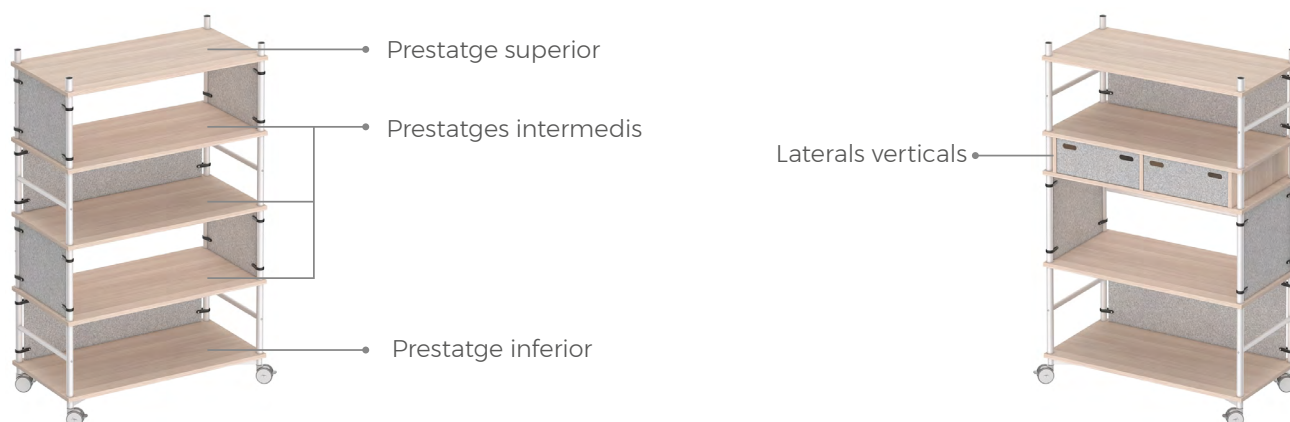 Prestatge superior
Prestatges intermedis
Laterals verticals
Prestatge inferior